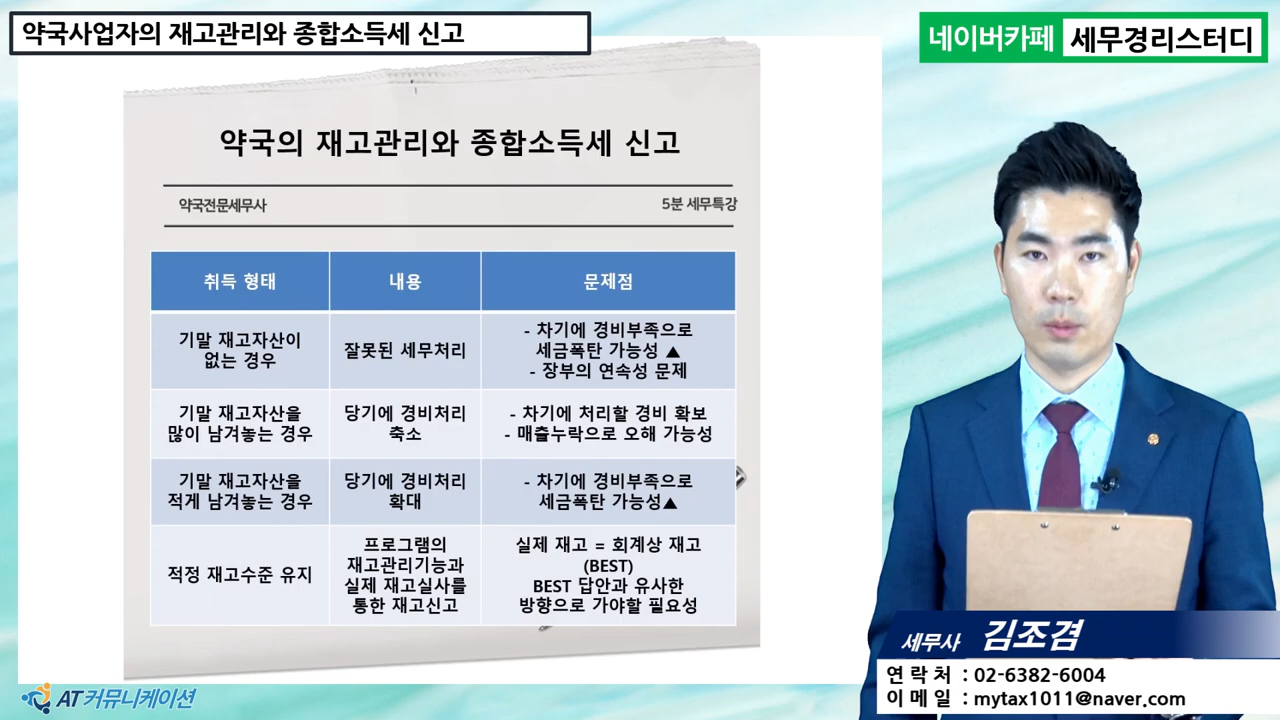 약국사업자의 재고관리와 종합소득세 신고
네이버카페 세무경리스터디
약국의 재고관리와 종합소득세 신고
약국전문세무사
5분 세무특강
취득 형태
내용
문제점
기말 재고자산이
없는 경우
잘못된 세무처리
- 차기에 경비부족으로
세금폭탄 가능성 ▲
- 장부의 연속성 문제
기말 재고자산을
많이 남겨놓는 경우
당기에 경비처리
축소
- 차기에 처리할 경비 확보
- 매출누락으로 오해 가능성
기말 재고자산을
적게 남겨놓는 경우
당기에 경비처리
확대
- 차기에 경비부족으로
세금폭탄 가능성▲
적정 재고수준 유지
프로그램의
재고관리기능과
실제 재고실사를
통한 재고신고
실제 재고 = 회계상 재고
(BEST)
BEST 답안과 유사한
방향으로 가야할 필요성
세무사 김조겸
연 락 처 : 02-6382-6004
이 메 일 : mytax1011@naver.com
AT커뮤니케이션